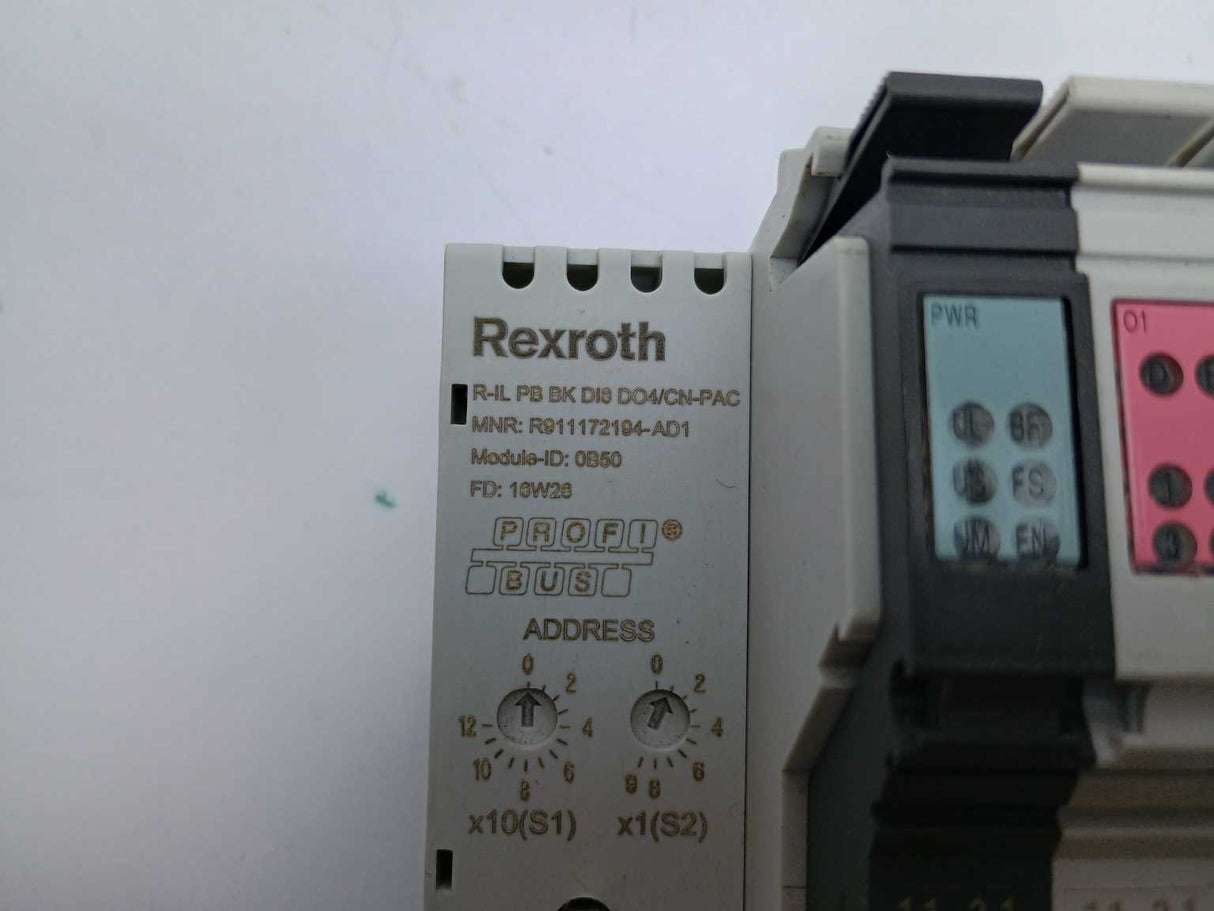 Rexroth
R-IL PB BK DI8 DO4/CN-PAC
MNR: R911172194-AD1
Module-ID: 0B50
FD: 16W26
PROFI®
BUS
ADDRESS
0 2 4 6 8 10 12
0 2 4 6 8 9
x10(S1) x1(S2)
PWR
UL BF
US FS
UM EN
O1
D
1
3